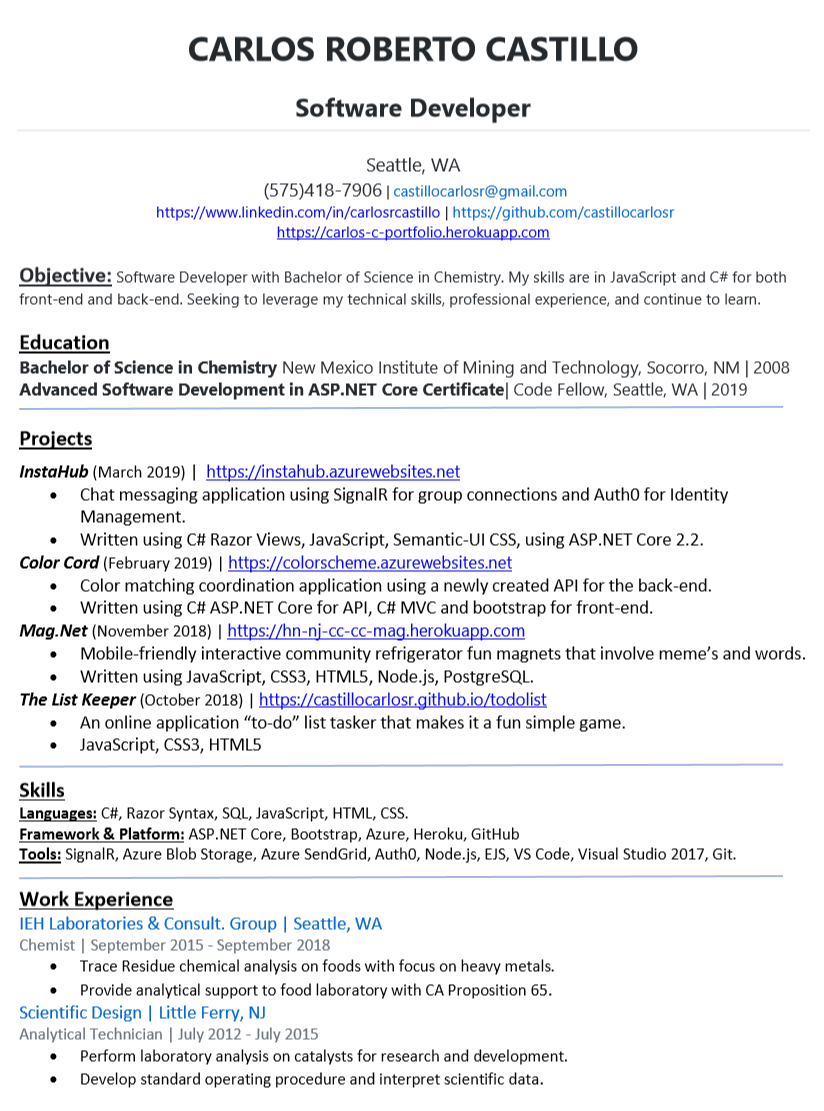 CARLOS ROBERTO CASTILLO
Software Developer
Seattle, WA
(575)418-7906 | castillocarlosr@gmail.com
https://www.linkedin.com/in/carlosrcastillo | https://github.com/castillocarlosr
https://carlos-c-portfolio.herokuapp.com
Objective: Software Developer with Bachelor of Science in Chemistry. My skills are in JavaScript and C# for both
front-end and back-end. Seeking to leverage my technical skills, professional experience, and continue to learn.
Education
Bachelor of Science in Chemistry New Mexico Institute of Mining and Technology, Socorro, NM | 2008
Advanced Software Development in ASP.NET Core Certificate| Code Fellow, Seattle, WA | 2019
Projects
InstaHub (March 2019) | https://instahub.azurewebsites.net
• Chat messaging application using SignalR for group connections and Auth0 for Identity
Management.
• Written using C# Razor Views, JavaScript, Semantic-UI CSS, using ASP.NET Core 2.2.
Color Cord (February 2019) | https://colorscheme.azurewebsites.net
• Color matching coordination application using a newly created API for the back-end.
• Written using C# ASP.NET Core for API, C# MVC and bootstrap for front-end.
Mag.Net (November 2018) | https://hn-nj-cc-cc-mag.herokuapp.com
• Mobile-friendly interactive community refrigerator fun magnets that involve meme’s and words.
• Written using JavaScript, CSS3, HTML5, Node.js, PostgreSQL.
The List Keeper (October 2018) | https://castillocarlosr.github.io/todolist
• An online application “to-do” list tasker that makes it a fun simple game.
• JavaScript, CSS3, HTML5
Skills
Languages: C#, Razor Syntax, SQL, JavaScript, HTML, CSS.
Framework & Platform: ASP.NET Core, Bootstrap, Azure, Heroku, GitHub
Tools: SignalR, Azure Blob Storage, Azure SendGrid, Auth0, Node.js, EJS, VS Code, Visual Studio 2017, Git.
Work Experience
IEH Laboratories & Consult. Group | Seattle, WA
Chemist | September 2015 - September 2018
• Trace Residue chemical analysis on foods with focus on heavy metals.
• Provide analytical support to food laboratory with CA Proposition 65.
Scientific Design | Little Ferry, NJ
Analytical Technician | July 2012 - July 2015
• Perform laboratory analysis on catalysts for research and development.
• Develop standard operating procedure and interpret scientific data.